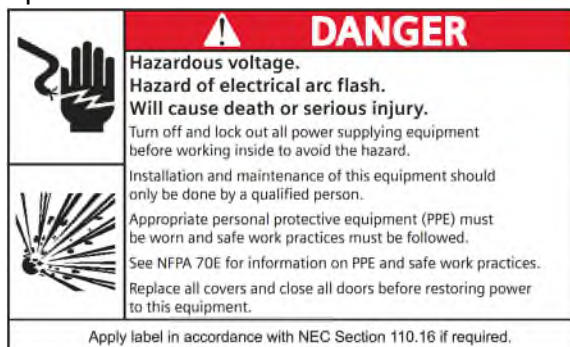 DANGER
Hazardous voltage.
Hazard of electrical arc flash.
Will cause death or serious injury.
Turn off and lock out all power supplying equipment
before working inside to avoid the hazard.
Installation and maintenance of this equipment should
only be done by a qualified person.
Appropriate personal protective equipment (PPE) must
be worn and safe work practices must be followed.
See NFPA 70E for information on PPE and safe work practices.
Replace all covers and close all doors before restoring power
to this equipment.
Apply label in accordance with NEC Section 110.16 if required.